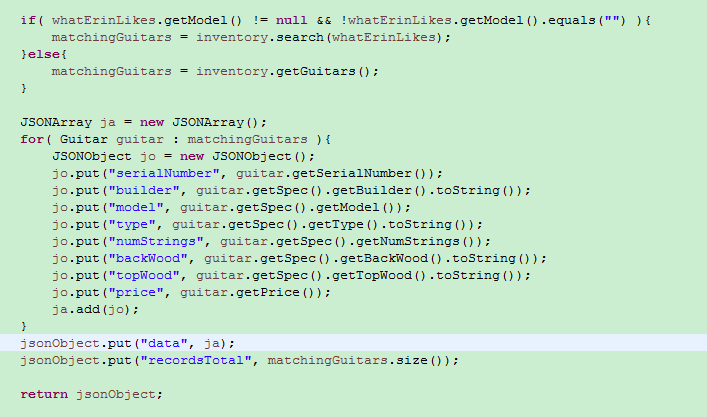 if( whatErinLikes.getModel() != null && !whatErinLikes.getModel().equals("") ){
    matchingGuitars = inventory.search(whatErinLikes);
}else{
    matchingGuitars = inventory.getGuitars();
}

JSONArray ja = new JSONArray();
for( Guitar guitar : matchingGuitars ){
    JSONObject jo = new JSONObject();
    jo.put("serialNumber", guitar.getSerialNumber());
    jo.put("builder", guitar.getSpec().getBuilder().toString());
    jo.put("model", guitar.getSpec().getModel());
    jo.put("type", guitar.getSpec().getType().toString());
    jo.put("numStrings", guitar.getSpec().getNumStrings());
    jo.put("backWood", guitar.getSpec().getBackWood().toString());
    jo.put("topWood", guitar.getSpec().getTopWood().toString());
    jo.put("price", guitar.getPrice());
    ja.add(jo);
}
jsonObject.put("data", ja);
jsonObject.put("recordsTotal", matchingGuitars.size());

return jsonObject;